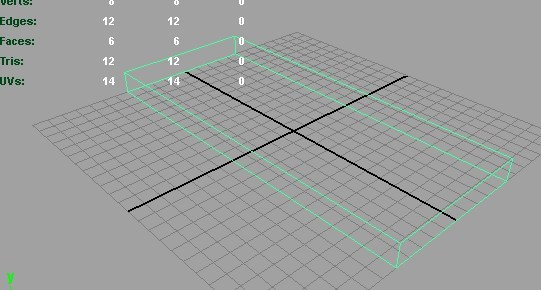 Verts: 8 8 0
Edges: 12 12 0
Faces: 6 6 0
Tris: 12 12 0
UVs: 14 14 0
y